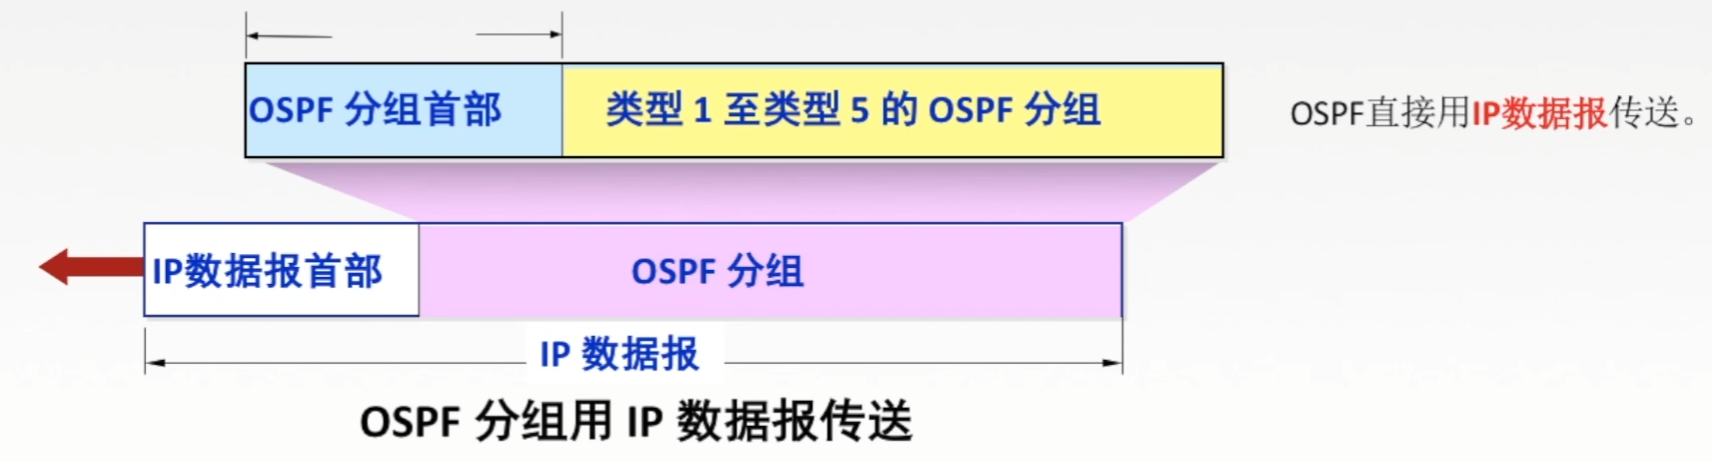 OSPF 分组首部
类型 1 至类型 5 的 OSPF 分组
OSPF直接用IP数据报传送。
IP数据报首部
OSPF 分组
IP 数据报
OSPF 分组用 IP 数据报传送